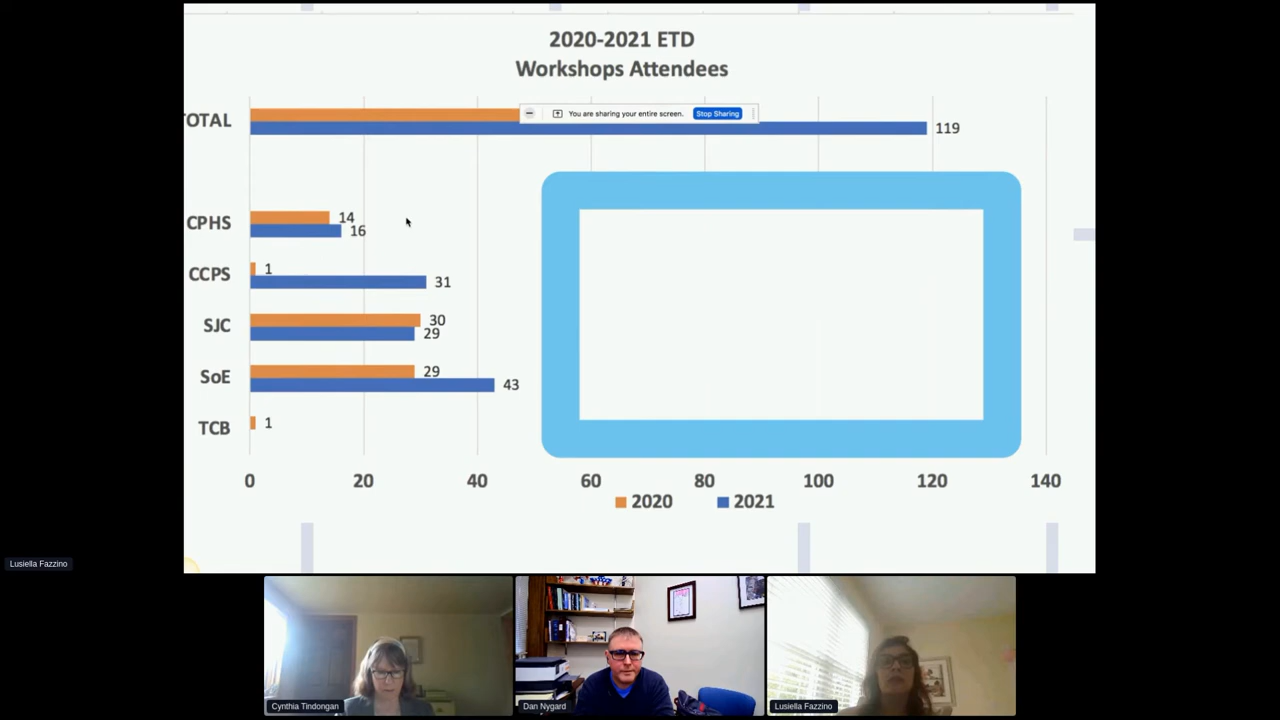 2020-2021 ETD
Workshops Attendees
You are sharing your entire screen.
Stop Sharing
TOTAL
119
CPHS
14
16
CCPS
1
31
SJC
30
29
SoE
29
43
TCB
1
0 20 40 60 80 100 120 140
2020 2021
Lusiella Fazzino
Cynthia Tindongan
Dan Nygard
Lusiella Fazzino